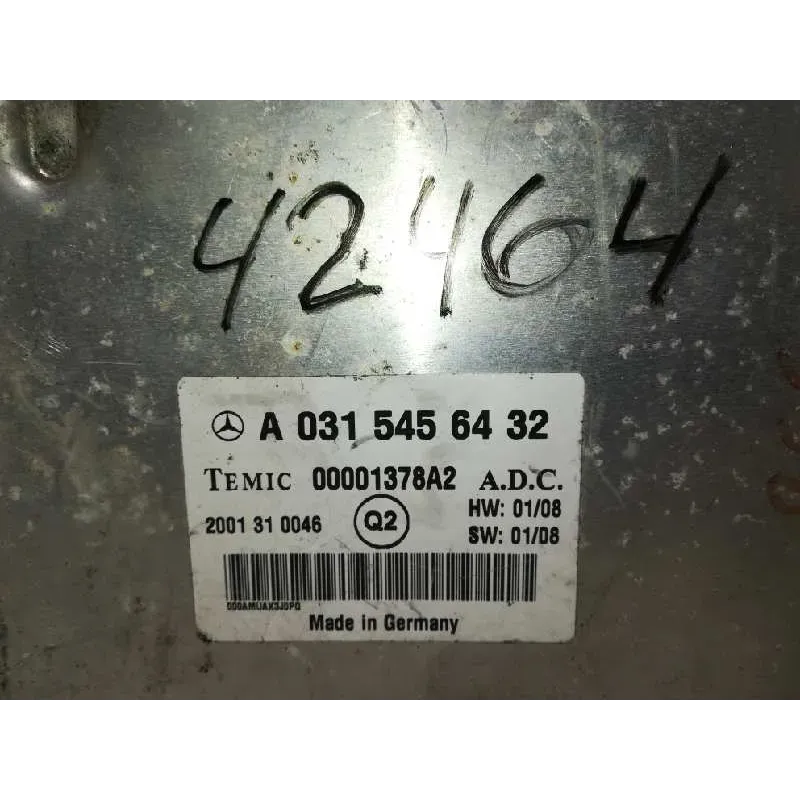 42464
A 031 545 64 32
TEMIC 00001378A2 A.D.C.
2001 31 0046 Q2 HW: 01/08
SW: 01/08
Made in Germany